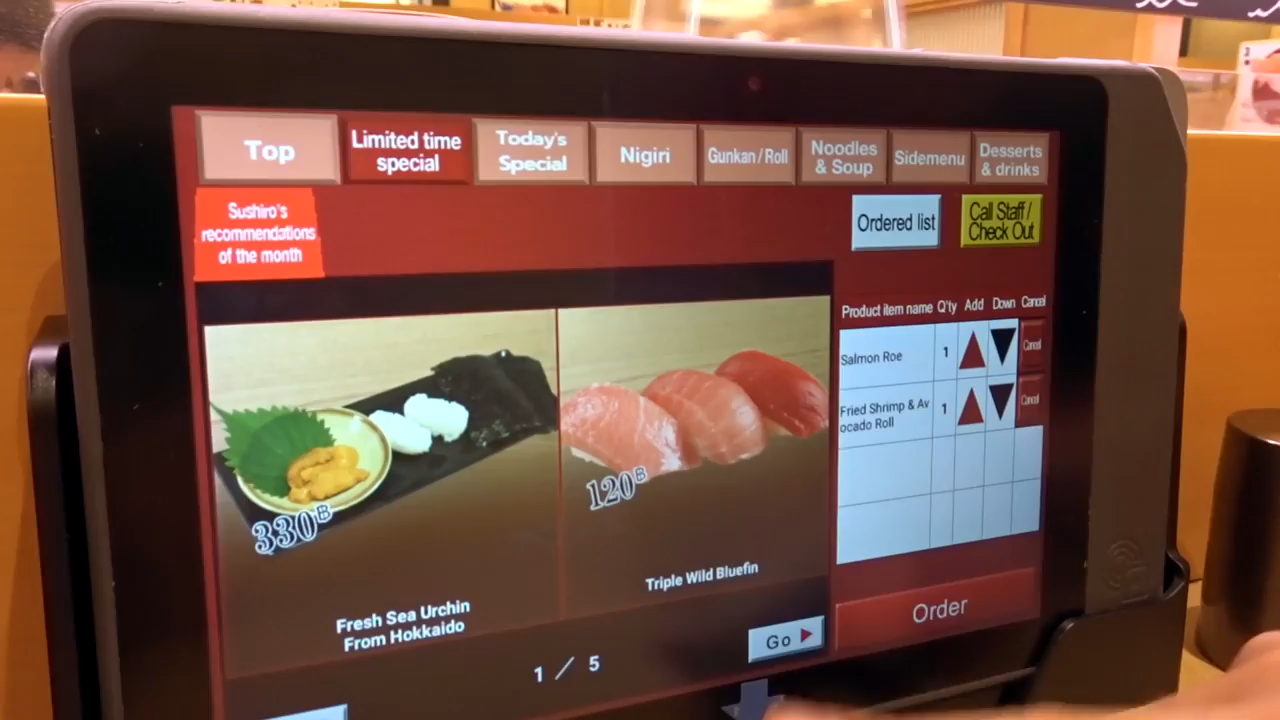 Top
Limited time
special
Today's
Special
Nigiri
Gunkan / Roll
Noodles
& Soup
Sidemenu
Desserts
& drinks
Sushiro's
recommendations
of the month
Ordered list
Call Staff /
Check Out
Product item name Q'ty Add Down Cancel
Salmon Roe 1 Cancel
Fried Shrimp & Av
ocado Roll 1 Cancel
330฿
120฿
Fresh Sea Urchin
From Hokkaido
Triple Wild Bluefin
Order
Go
1 / 5